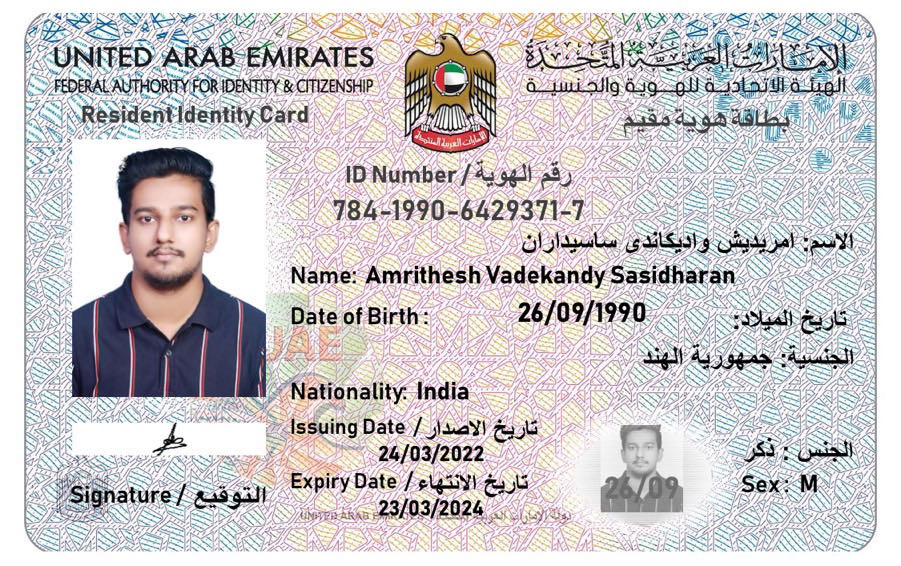 UNITED ARAB EMIRATES
الإمارات العربية المتحدة
FEDERAL AUTHORITY FOR IDENTITY & CITIZENSHIP
الهيئة الاتحادية للهوية والجنسية
Resident Identity Card
بطاقة هوية مقيم
الإمارات العربية المتحدة
ID Number / رقم الهوية
784-1990-6429371-7
الاسم: امريديش واديكاندى ساسيداران
Name: Amrithesh Vadekandy Sasidharan
Date of Birth : 26/09/1990 تاريخ الميلاد:
الجنسية: جمهورية الهند
UAE
Nationality: India
Issuing Date / تاريخ الاصدار
24/03/2022
الجنس : ذكر
Expiry Date / تاريخ الانتهاء
Sex : M
26/09
Signature / التوقيع
23/03/2024
UNITED ARAB EMIRATES دولة الإمارات العربية المتحدة